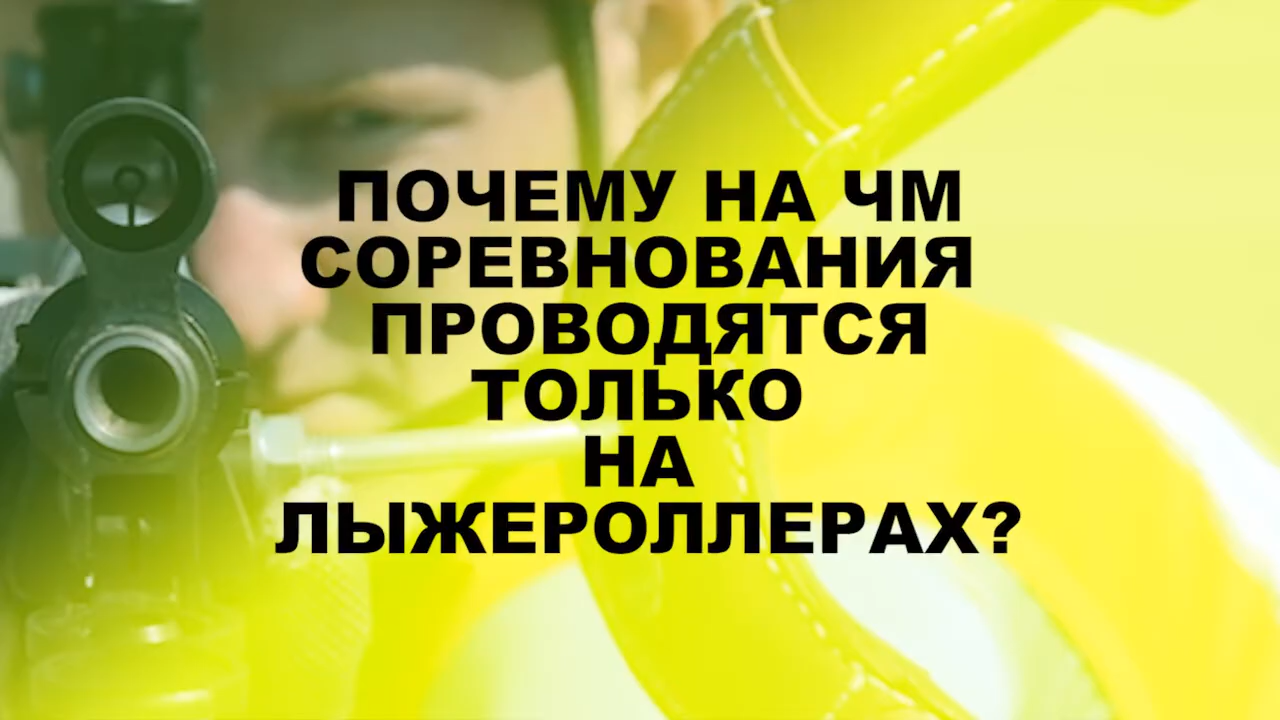 ПОЧЕМУ НА ЧМ
СОРЕВНОВАНИЯ
ПРОВОДЯТСЯ
ТОЛЬКО
НА
ЛЫЖЕРОЛЛЕРАХ?